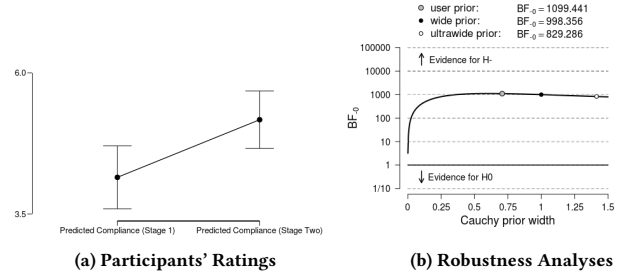 6.0
3.5
Predicted Compliance (Stage 1)
Predicted Compliance (Stage Two)
(a) Participants' Ratings
user prior: BF-0 = 1099.441
wide prior: BF-0 = 998.356
ultrawide prior: BF-0 = 829.286
BF-0
100000
10000
1000
100
10
1
1/10
Evidence for H-
Evidence for H0
0 0.25 0.5 0.75 1 1.25 1.5
Cauchy prior width
(b) Robustness Analyses